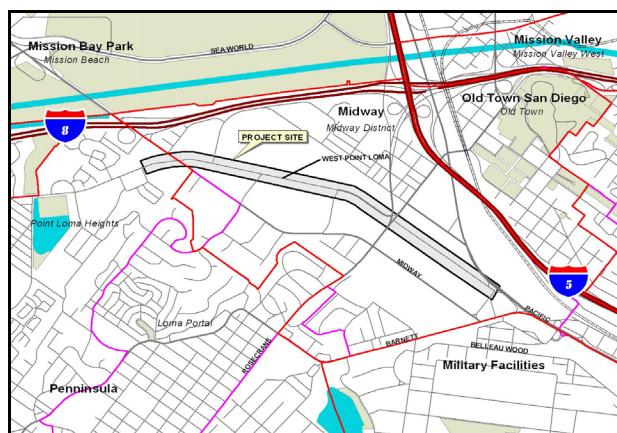 Mission Bay Park
Mission Beach
SEA WORLD
Mission Valley
Mission Valley West
8
Midway
Midway District
Old Town San Diego
Old Town
PROJECT SITE
WEST POINT LOMA
Point Loma Heights
MIDWAY
5
PACIFIC
Loma Portal
ROSECRANS
BARNETT
BELLEAU WOOD
Military Facilities
Penninsula